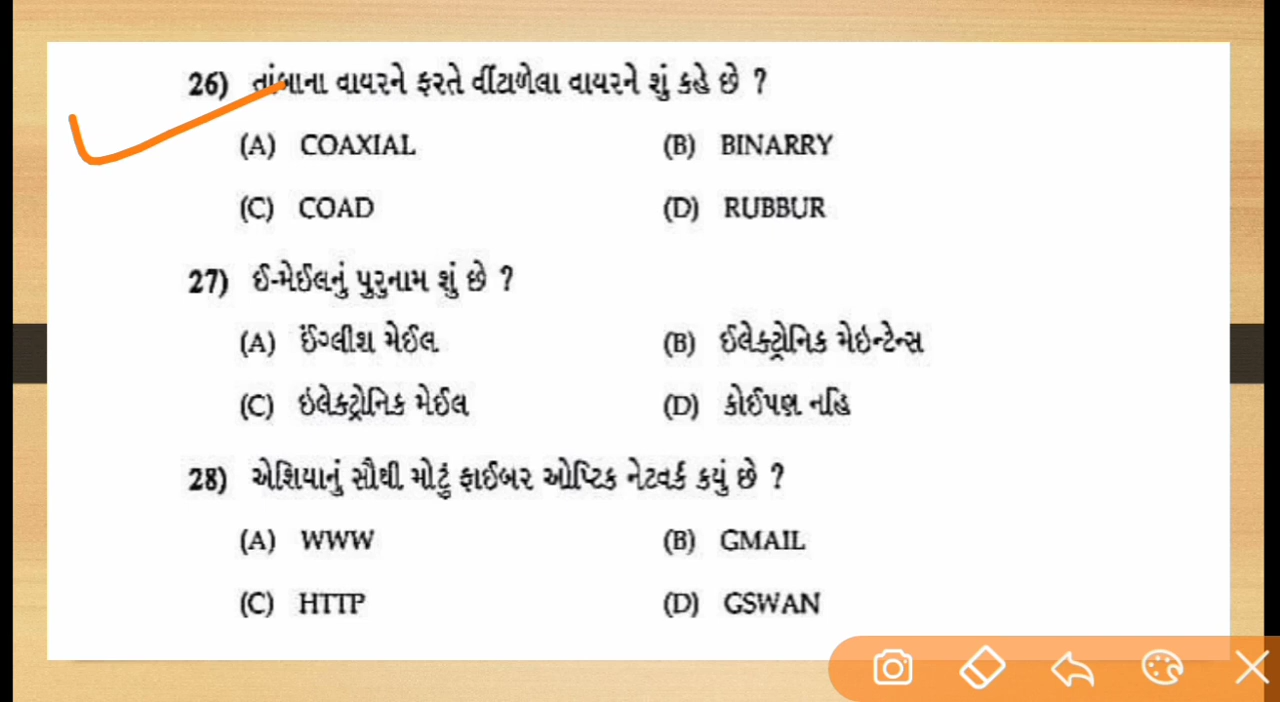 26) તાંબાના વાયરને ફરતે વીંટાળેલા વાયરને શું કહે છે ?
(A) COAXIAL (B) BINARRY
(C) COAD (D) RUBBUR
27) ઈ-મેઈલનું પુરુનામ શું છે ?
(A) ઈંગ્લીશ મેઈલ (B) ઈલેક્ટ્રોનિક મેઇન્ટેન્સ
(C) ઇલેકટ્રોનિક મેઈલ (D) કોઈપણ નહિ
28) એશિયાનું સૌથી મોટું ફાઈબર ઓપ્ટિક નેટવર્ક કયું છે ?
(A) WWW (B) GMAIL
(C) HTTP (D) GSWAN